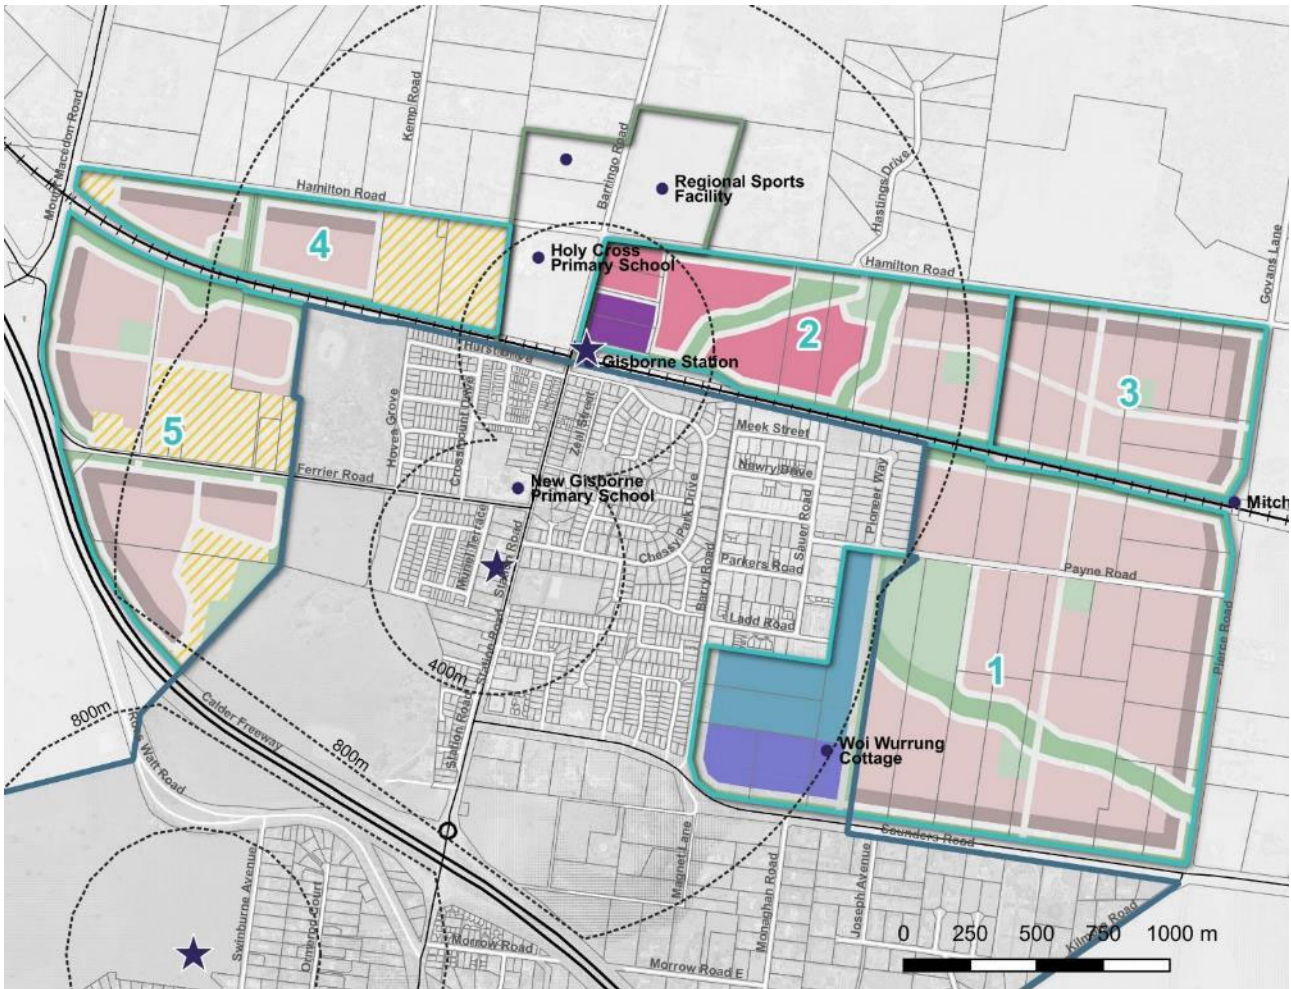 Mount Macedon Road
Kemp Road
Barringo Road
Hastings Drive
Govans Lane
Hamilton Road
Regional Sports
Facility
4
Holy Cross
Primary School
Hamilton Road
2
3
Hurst Drive
Gisborne Station
5
Hoves Grove
Zeal Street
Meek Street
Newry Drive
Pioneer Way
Ferrier Road
New Gisborne
Primary School
Mitch
Chessy Park Drive
Sauer Road
Station Road
Barry Road
Parkers Road
Payne Road
Ladd Road
Pierce Road
1
400m
Station Road
800m
Calder Freeway
800m
Station Road
Woi Wurrung
Cottage
Saunders Road
Magnet Lane
Swinburne Avenue
Ormerod Court
Monaghan Road
Joseph Avenue
Morrow Road
Morrow Road E
0 250 500 750 1000 m